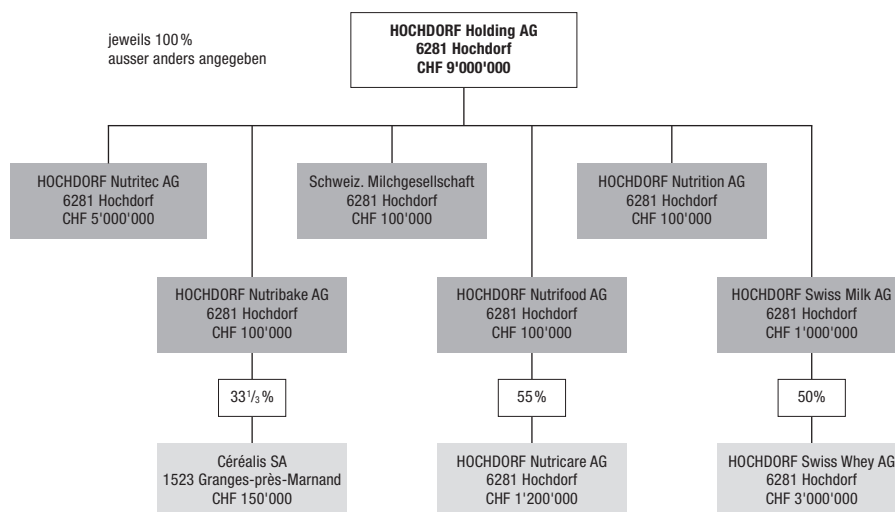 jeweils 100%
ausser anders angegeben
HOCHDORF Holding AG
6281 Hochdorf
CHF 9'000'000
HOCHDORF Nutritec AG
6281 Hochdorf
CHF 5'000'000
Schweiz. Milchgesellschaft
6281 Hochdorf
CHF 100'000
HOCHDORF Nutrition AG
6281 Hochdorf
CHF 100'000
HOCHDORF Nutribake AG
6281 Hochdorf
CHF 100'000
HOCHDORF Nutrifood AG
6281 Hochdorf
CHF 100'000
HOCHDORF Swiss Milk AG
6281 Hochdorf
CHF 1'000'000
33 1/3 %
55%
50%
Céréalis SA
1523 Granges-près-Marnand
CHF 150'000
HOCHDORF Nutricare AG
6281 Hochdorf
CHF 1'200'000
HOCHDORF Swiss Whey AG
6281 Hochdorf
CHF 3'000'000